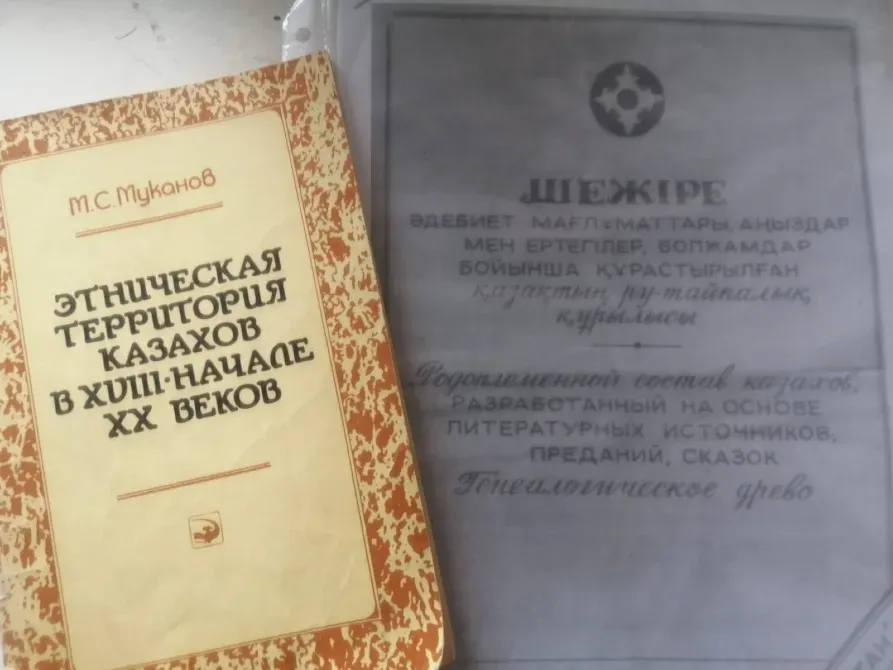 М.С. Муканов
ЭТНИЧЕСКАЯ
ТЕРРИТОРИЯ
КАЗАХОВ
В XVIII-НАЧАЛЕ
XX ВЕКОВ
ШЕЖІРЕ
ӘДЕБИЕТ МАҒЛҰМАТТАРЫ, АҢЫЗДАР
МЕН ЕРТЕГІЛЕР, БОЛЖАМДАР
БОЙЫНША ҚҰРАСТЫРЫЛҒАН
қазақтың ру-тайпалық
құрылысы
Родоплеменной состав казахов,
РАЗРАБОТАННЫЙ НА ОСНОВЕ
ЛИТЕРАТУРНЫХ ИСТОЧНИКОВ,
ПРЕДАНИЙ, СКАЗОК
Генеалогическое древо